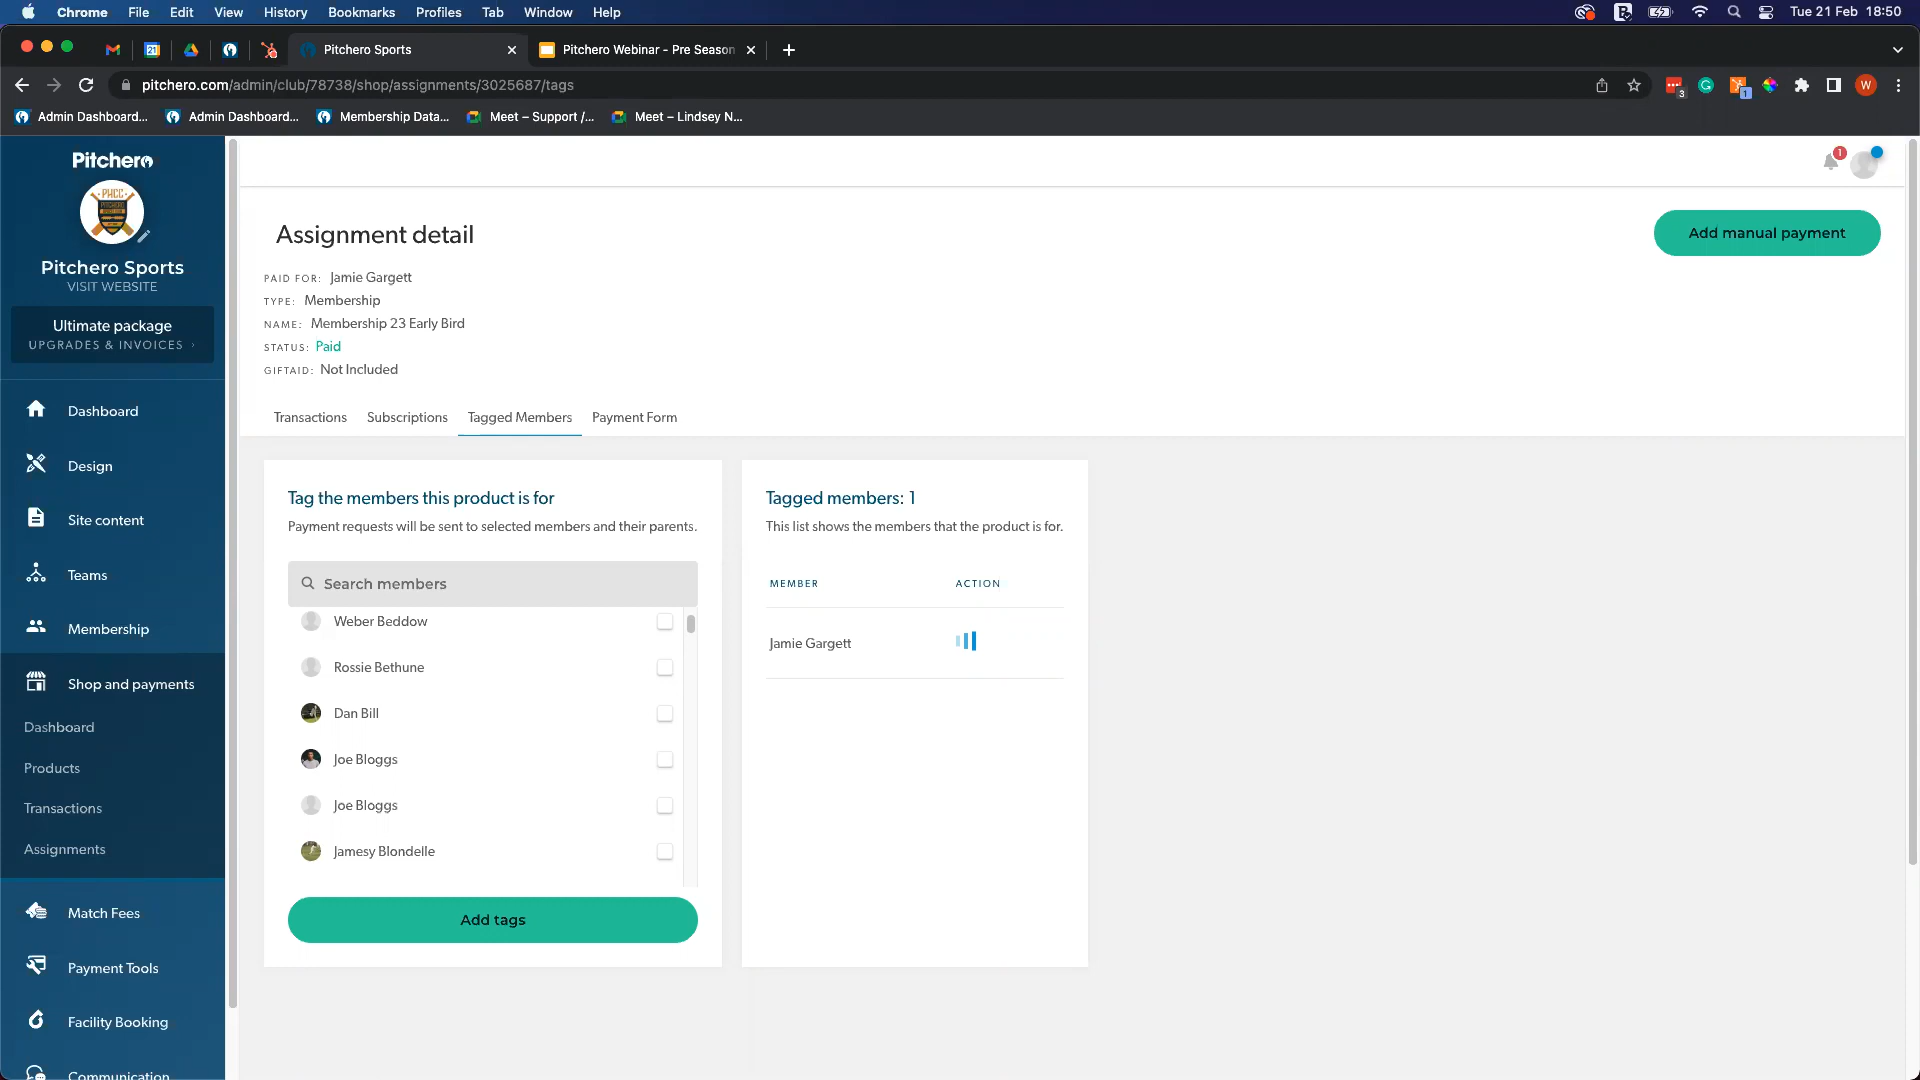 Chrome File Edit View History Bookmarks Profiles Tab Window Help Tue 21 Feb 18:50
Pitchero Sports Pitchero Webinar - Pre Season
pitchero.com/admin/club/78738/shop/assignments/3025687/tags 3 1 W
Admin Dashboard... Admin Dashboard... Membership Data... Meet – Support /... Meet – Lindsey N...
Pitchero
PHCC
Pitchero Sports
VISIT WEBSITE
Ultimate package
UPGRADES & INVOICES ›
Dashboard
Design
Site content
Teams
Membership
Shop and payments
Dashboard
Products
Transactions
Assignments
Match Fees
Payment Tools
Facility Booking
Communication
1
Assignment detail
Add manual payment
PAID FOR: Jamie Gargett
TYPE: Membership
NAME: Membership 23 Early Bird
STATUS: Paid
GIFTAID: Not Included
Transactions Subscriptions Tagged Members Payment Form
Tag the members this product is for
Payment requests will be sent to selected members and their parents.
Search members
Weber Beddow
Rossie Bethune
Dan Bill
Joe Bloggs
Joe Bloggs
Jamesy Blondelle
Add tags
Tagged members: 1
This list shows the members that the product is for.
MEMBER ACTION
Jamie Gargett